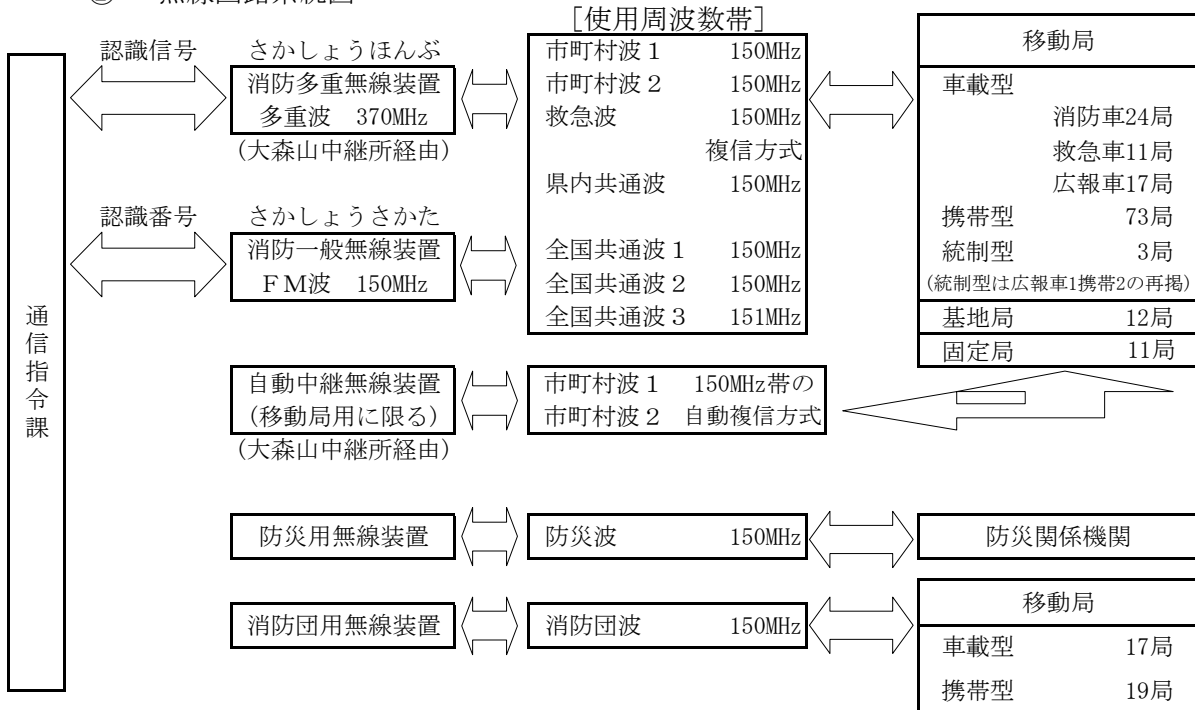 無線回路系統図
[使用周波数帯]
通信指令課
認識信号 さかしょうほんぶ
消防多重無線装置
多重波 370MHz
(大森山中継所経由)
認識番号 さかしょうさかた
消防一般無線装置
FM波 150MHz
市町村波1 150MHz
市町村波2 150MHz
救急波 150MHz
複信方式
県内共通波 150MHz
全国共通波1 150MHz
全国共通波2 150MHz
全国共通波3 151MHz
移動局
車載型
消防車24局
救急車11局
広報車17局
携帯型 73局
統制型 3局
(統制型は広報車1携帯2の再掲)
基地局 12局
固定局 11局
自動中継無線装置
(移動局用に限る)
(大森山中継所経由)
市町村波1 150MHz帯の
市町村波2 自動複信方式
防災用無線装置
防災波 150MHz
防災関係機関
消防団用無線装置
消防団波 150MHz
移動局
車載型 17局
携帯型 19局